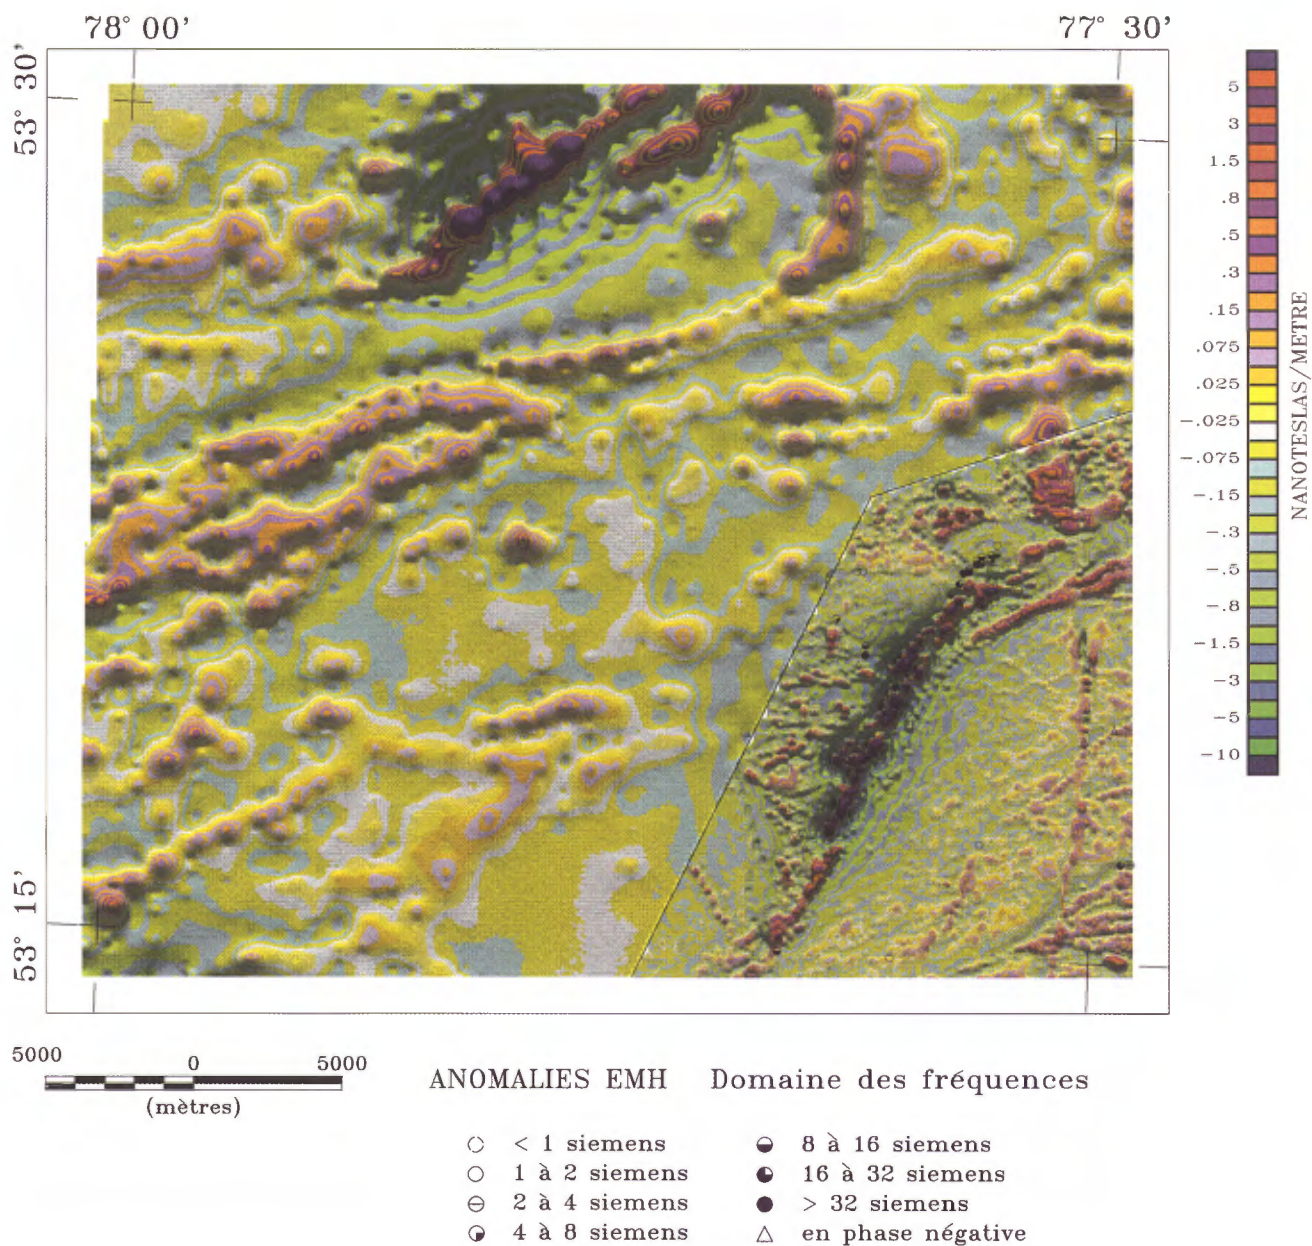 78° 00'
77° 30'
53° 30'
53° 15'
5
3
1.5
.8
.5
.3
.15
.075
.025
-.025
-.075
-.15
-.3
-.5
-.8
-1.5
-3
-5
-10
NANOTESLAS/METRE
5000 0 5000
(mètres)
ANOMALIES EMH Domaine des fréquences
< 1 siemens
1 à 2 siemens
2 à 4 siemens
4 à 8 siemens
8 à 16 siemens
16 à 32 siemens
> 32 siemens
en phase négative